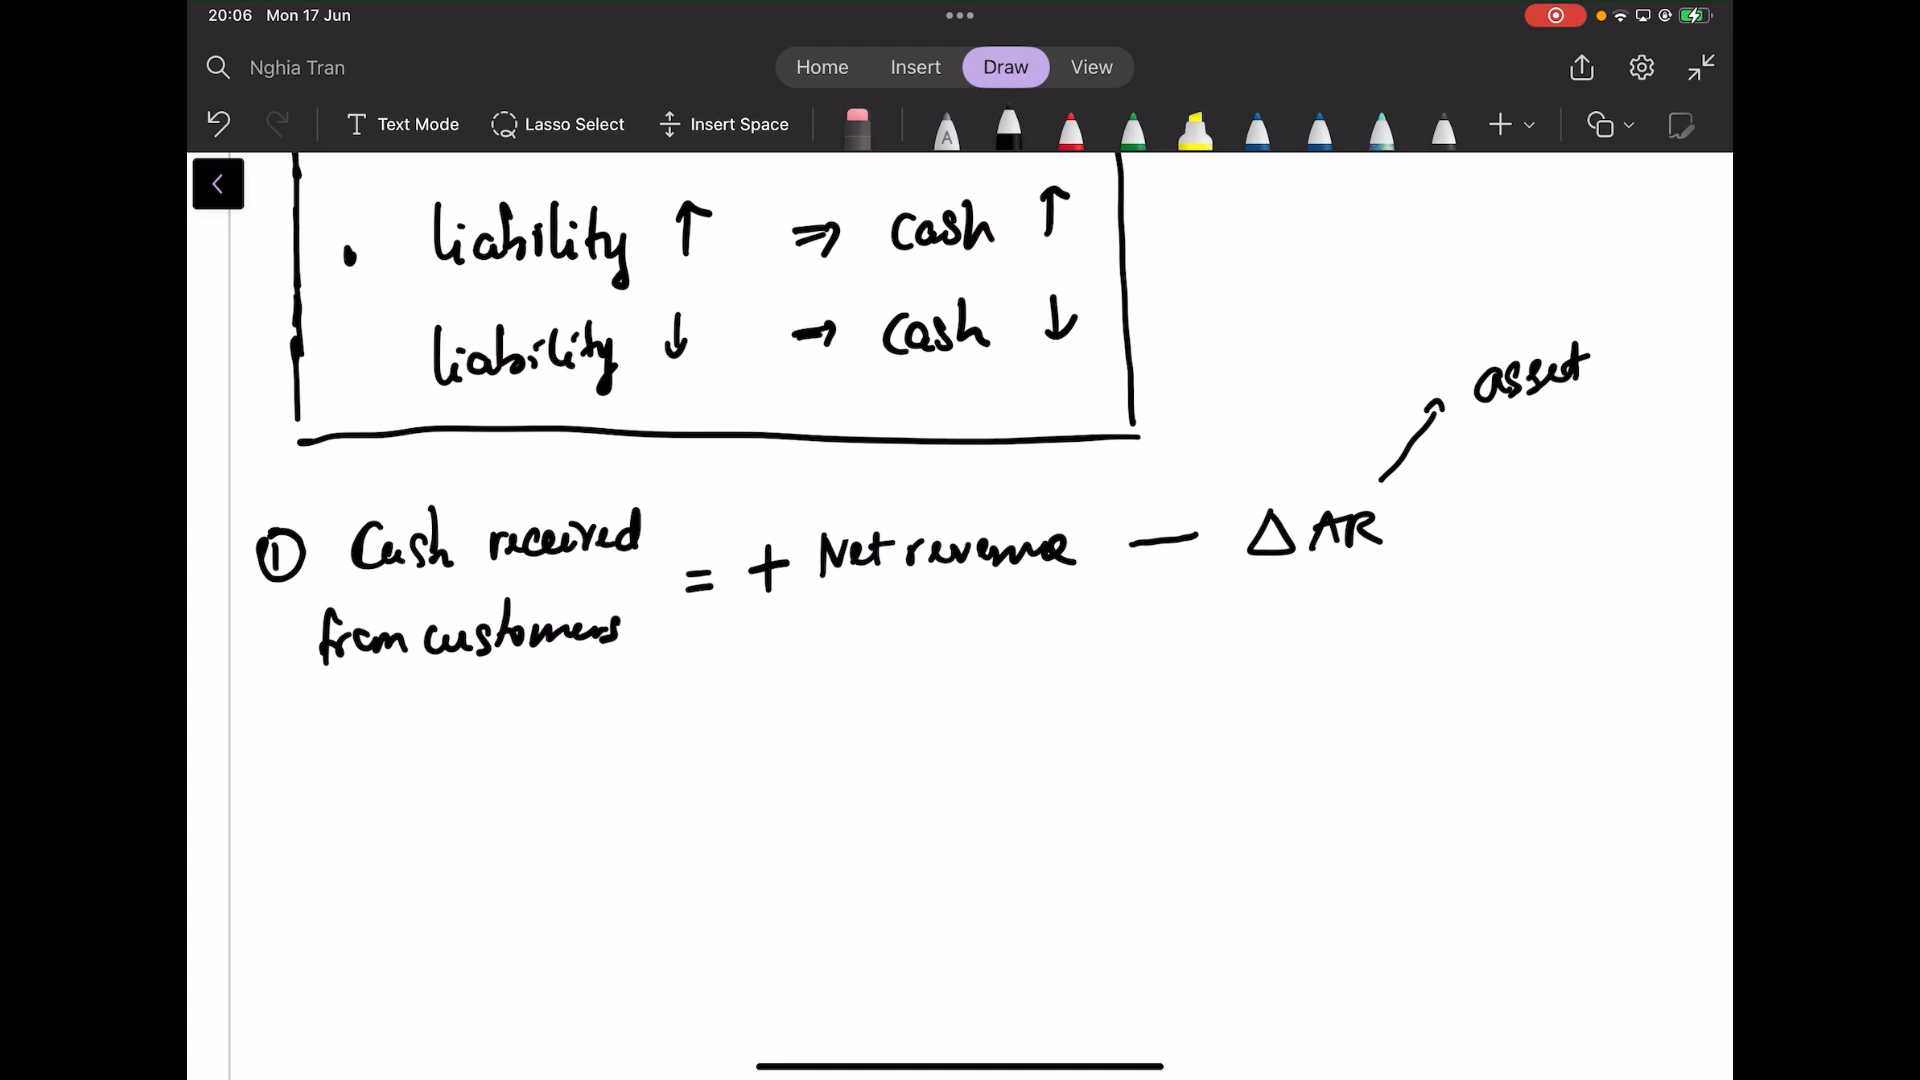 20:06 Mon 17 Jun
Nghia Tran
Home Insert Draw View
Text Mode Lasso Select Insert Space
A
• liability ↑ ⇒ cash ↑
liability ↓ → cash ↓
asset
① Cash received = + Net revenue — Δ AR
from customers